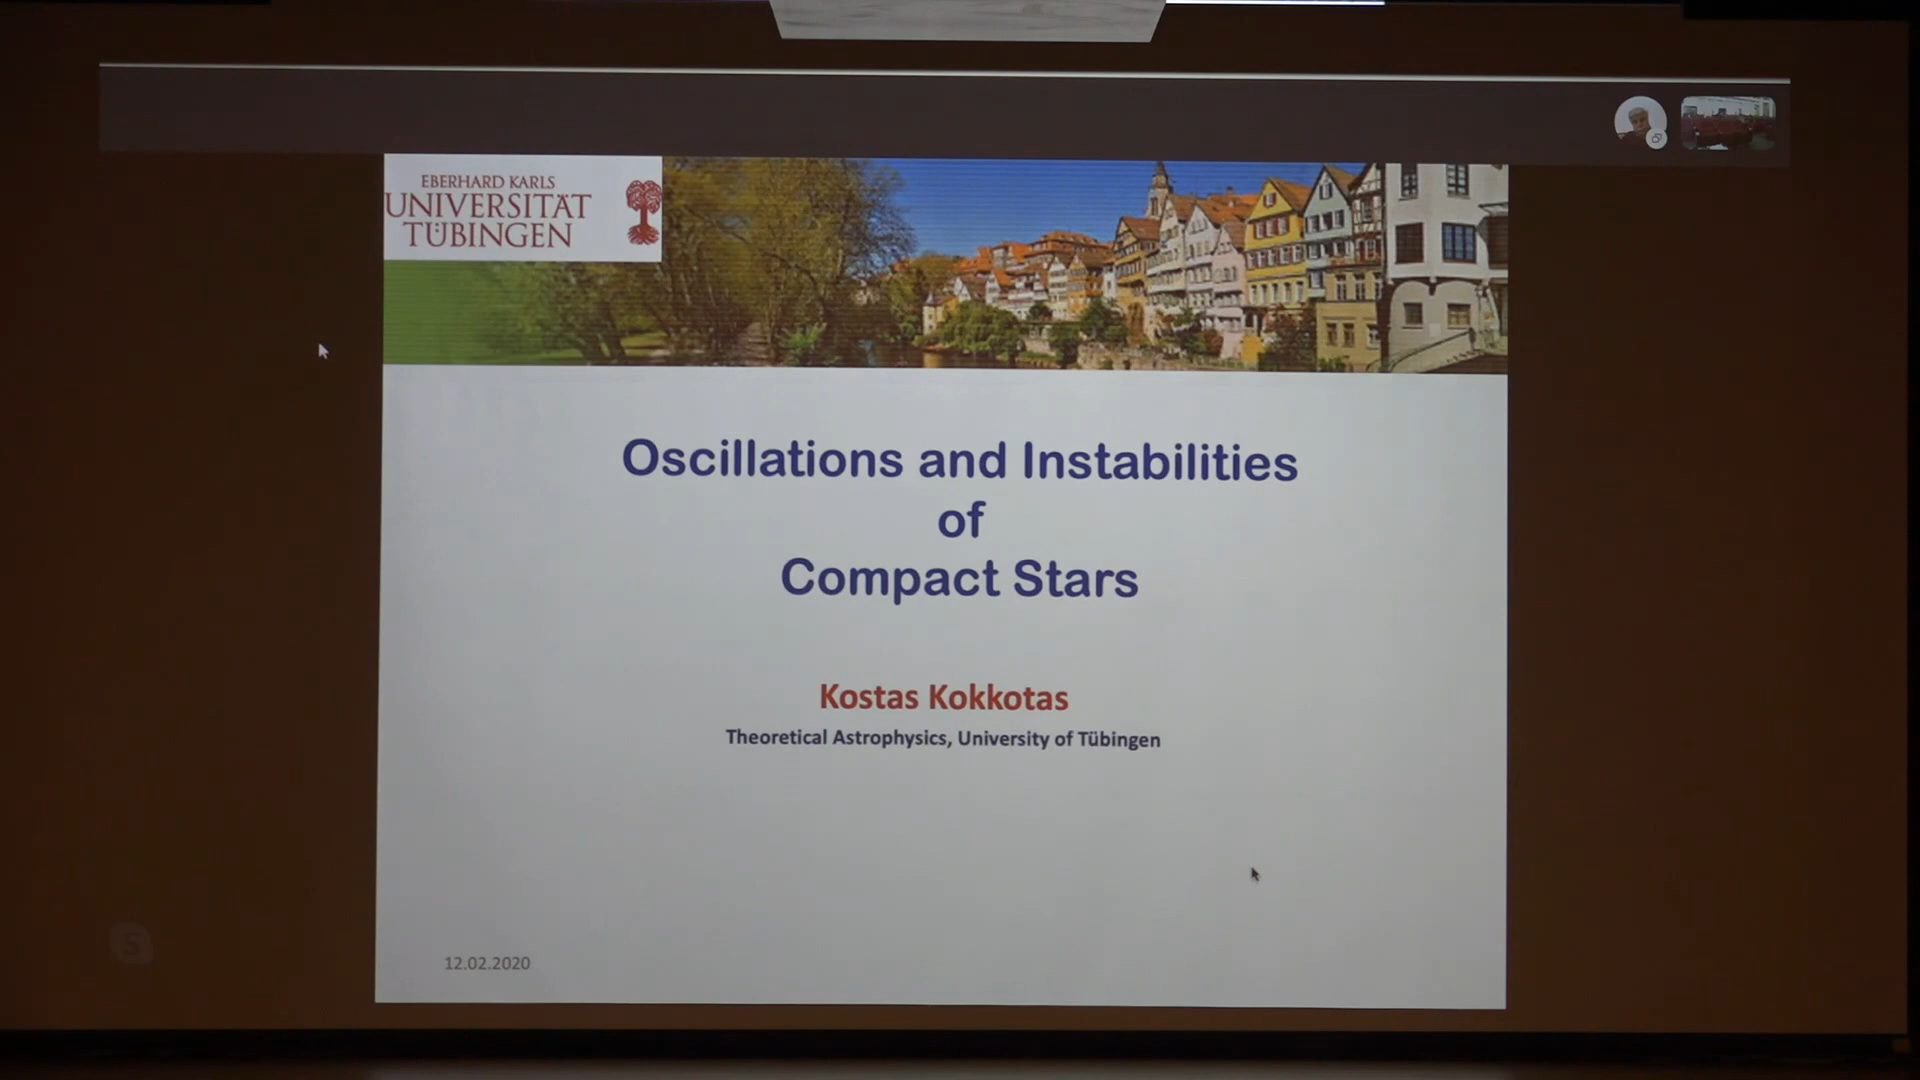 EBERHARD KARLS
UNIVERSITÄT
TÜBINGEN
Oscillations and Instabilities
of
Compact Stars
Kostas Kokkotas
Theoretical Astrophysics, University of Tübingen
S
12.02.2020